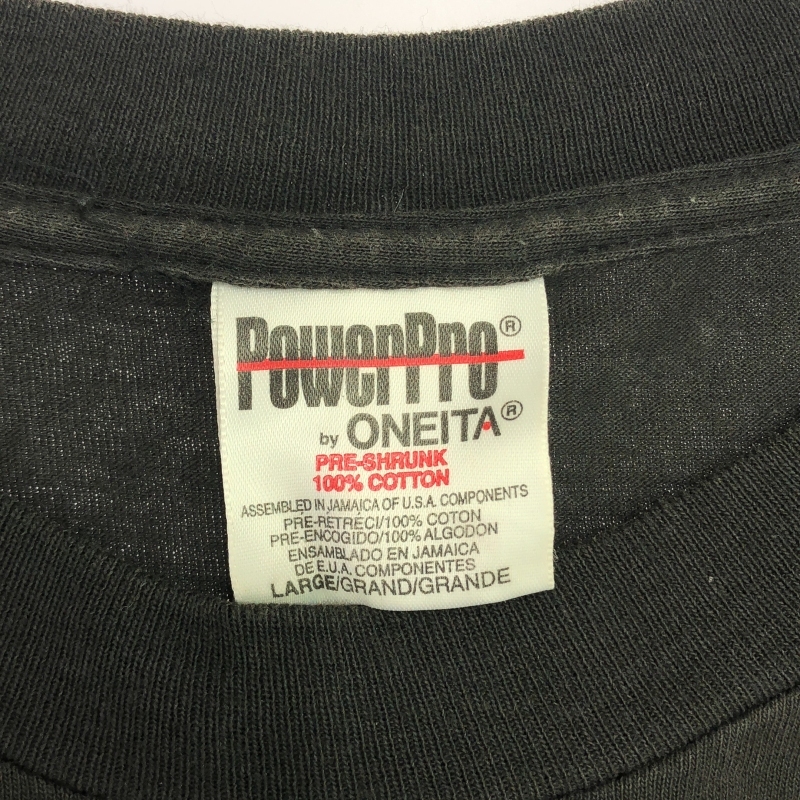 PowerPro®
by ONEITA®
PRE-SHRUNK
100% COTTON
ASSEMBLED IN JAMAICA OF U.S.A. COMPONENTS
PRE-RETRECI/100% COTON
PRE-ENCOGIDO/100% ALGODON
ENSAMBLADO EN JAMAICA
DE E.U.A. COMPONENTES
LARGE/GRAND/GRANDE